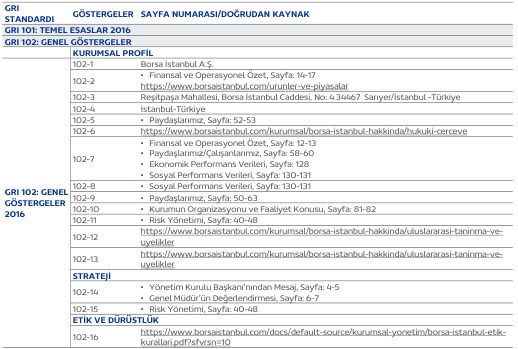 GRI STANDARDI GÖSTERGELER SAYFA NUMARASI/DOĞRUDAN KAYNAK
GRI 101: TEMEL ESASLAR 2016
GRI 102: GENEL GÖSTERGELER
KURUMSAL PROFİL
GRI 102: GENEL GÖSTERGELER 2016
102-1 Borsa İstanbul A.Ş.
102-2 • Finansal ve Operasyonel Özet, Sayfa: 14-17
https://www.borsaistanbul.com/urunler-ve-piyasalar
102-3 Reşitpaşa Mahallesi, Borsa İstanbul Caddesi, No: 4 34467 Sarıyer/İstanbul -Türkiye
102-4 İstanbul-Türkiye
102-5 • Paydaşlarımız, Sayfa: 52-53
102-6 https://www.borsaistanbul.com/kurumsal/borsa-istanbul-hakkinda/hukuki-cerceve
102-7 • Finansal ve Operasyonel Özet, Sayfa: 12-13
• Paydaşlarımız/Çalışanlarımız, Sayfa: 58-60
• Ekonomik Performans Verileri, Sayfa: 128
• Sosyal Performans Verileri, Sayfa: 130-131
102-8 • Sosyal Performans Verileri, Sayfa: 130-131
102-9 • Paydaşlarımız, Sayfa: 50-63
102-10 • Kurumun Organizasyonu ve Faaliyet Konusu, Sayfa: 81-82
102-11 • Risk Yönetimi, Sayfa: 40-48
102-12 https://www.borsaistanbul.com/kurumsal/borsa-istanbul-hakkinda/uluslararasi-taninma-ve-
uyelikler
102-13 https://www.borsaistanbul.com/kurumsal/borsa-istanbul-hakkinda/uluslararasi-taninma-ve-
uyelikler
STRATEJİ
102-14 • Yönetim Kurulu Başkanı'nından Mesaj, Sayfa: 4-5
• Genel Müdür'ün Değerlendirmesi, Sayfa: 6-7
102-15 • Risk Yönetimi, Sayfa: 40-48
ETİK VE DÜRÜSTLÜK
102-16 https://www.borsaistanbul.com/docs/default-source/kurumsal-yonetim/borsa-istanbul-etik-
kurallari.pdf?sfvrsn=10